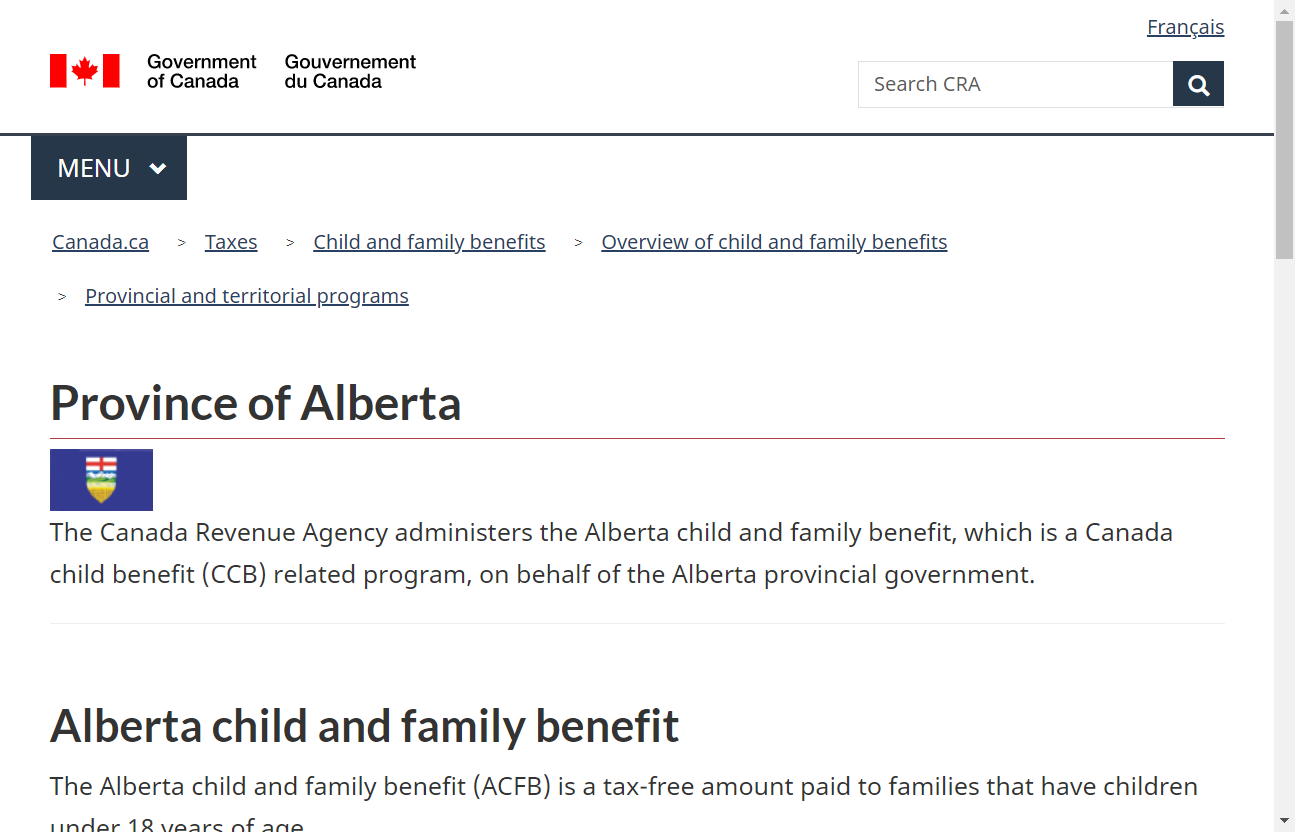 Français
Government of Canada
Gouvernement du Canada
Search CRA
MENU
Canada.ca > Taxes > Child and family benefits > Overview of child and family benefits
> Provincial and territorial programs
Province of Alberta
The Canada Revenue Agency administers the Alberta child and family benefit, which is a Canada
child benefit (CCB) related program, on behalf of the Alberta provincial government.
Alberta child and family benefit
The Alberta child and family benefit (ACFB) is a tax-free amount paid to families that have children
under 18 years of age.